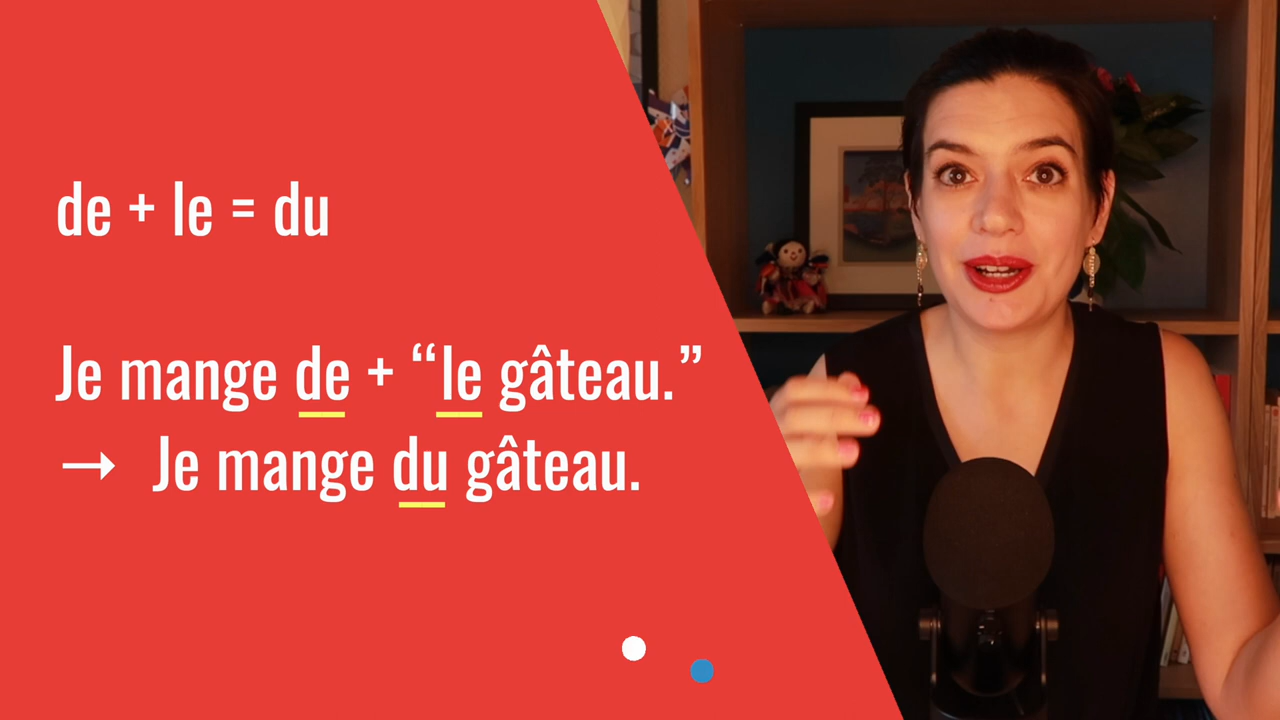 de + le = du
Je mange de + “le gâteau.”
→ Je mange du gâteau.